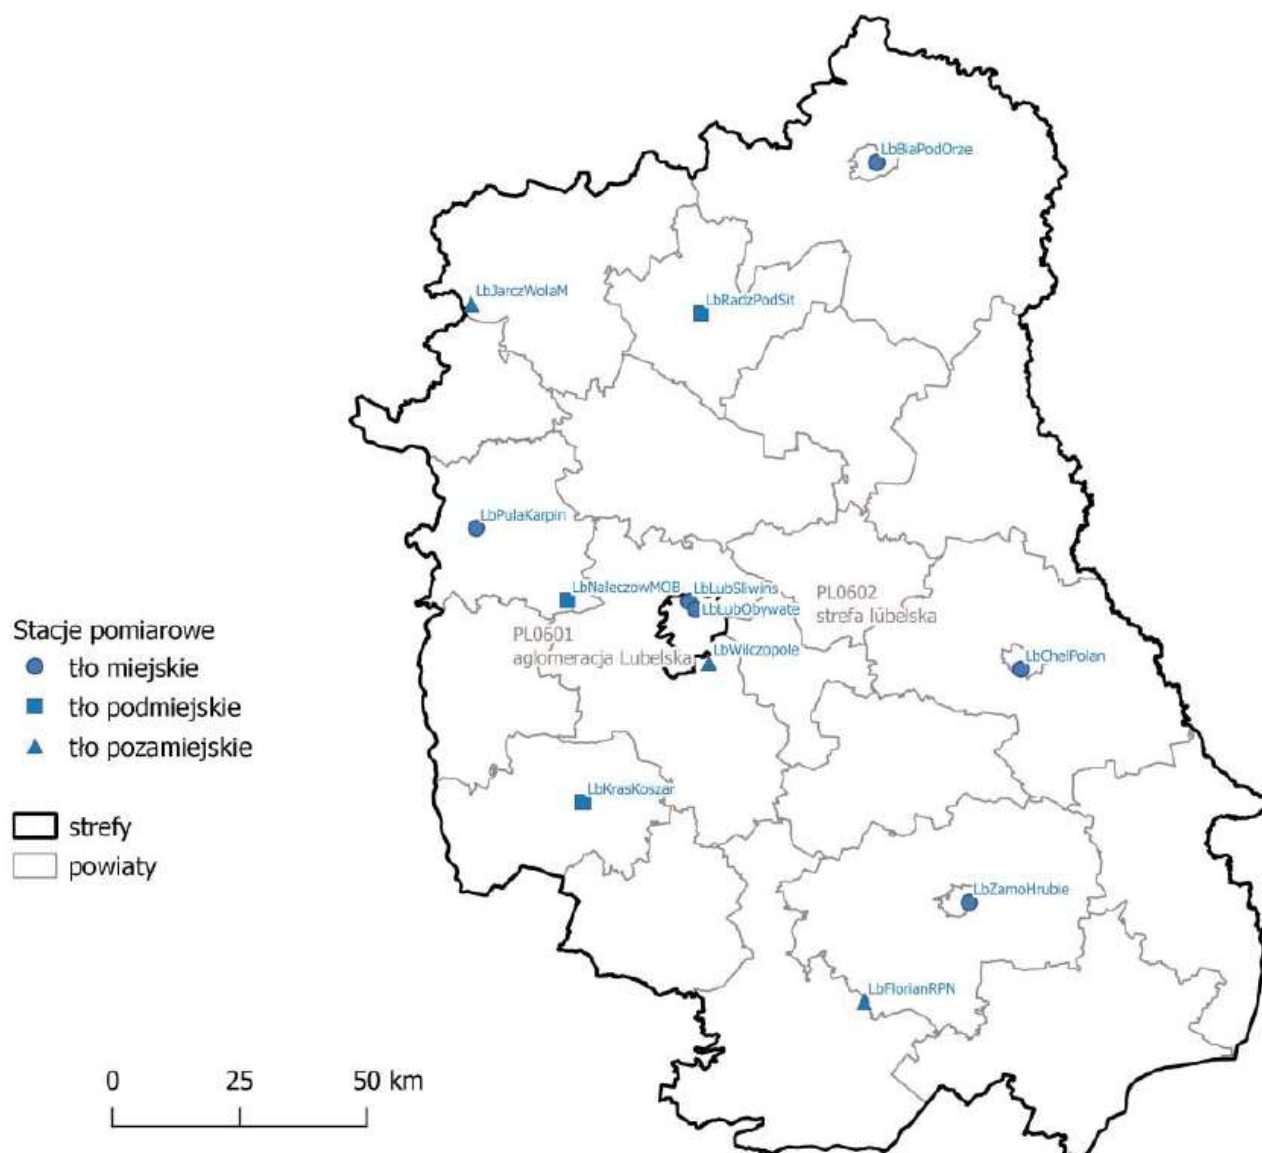 LbBiaPodOrze
LbJarczWolaM
LbRadzPodSit
LbPulaKarpin
LbNaleczowMOB
LbLubSliwins
LbLubObywate
PL0602
strefa lubelska
PL0601
aglomeracja Lubelska
LbWilczopole
LbChelPolan
Stacje pomiarowe
tło miejskie
tło podmiejskie
tło pozamiejskie
LbKrasKoszar
strefy
powiaty
LbZamoHrubie
LbFlorianRPN
0 25 50 km